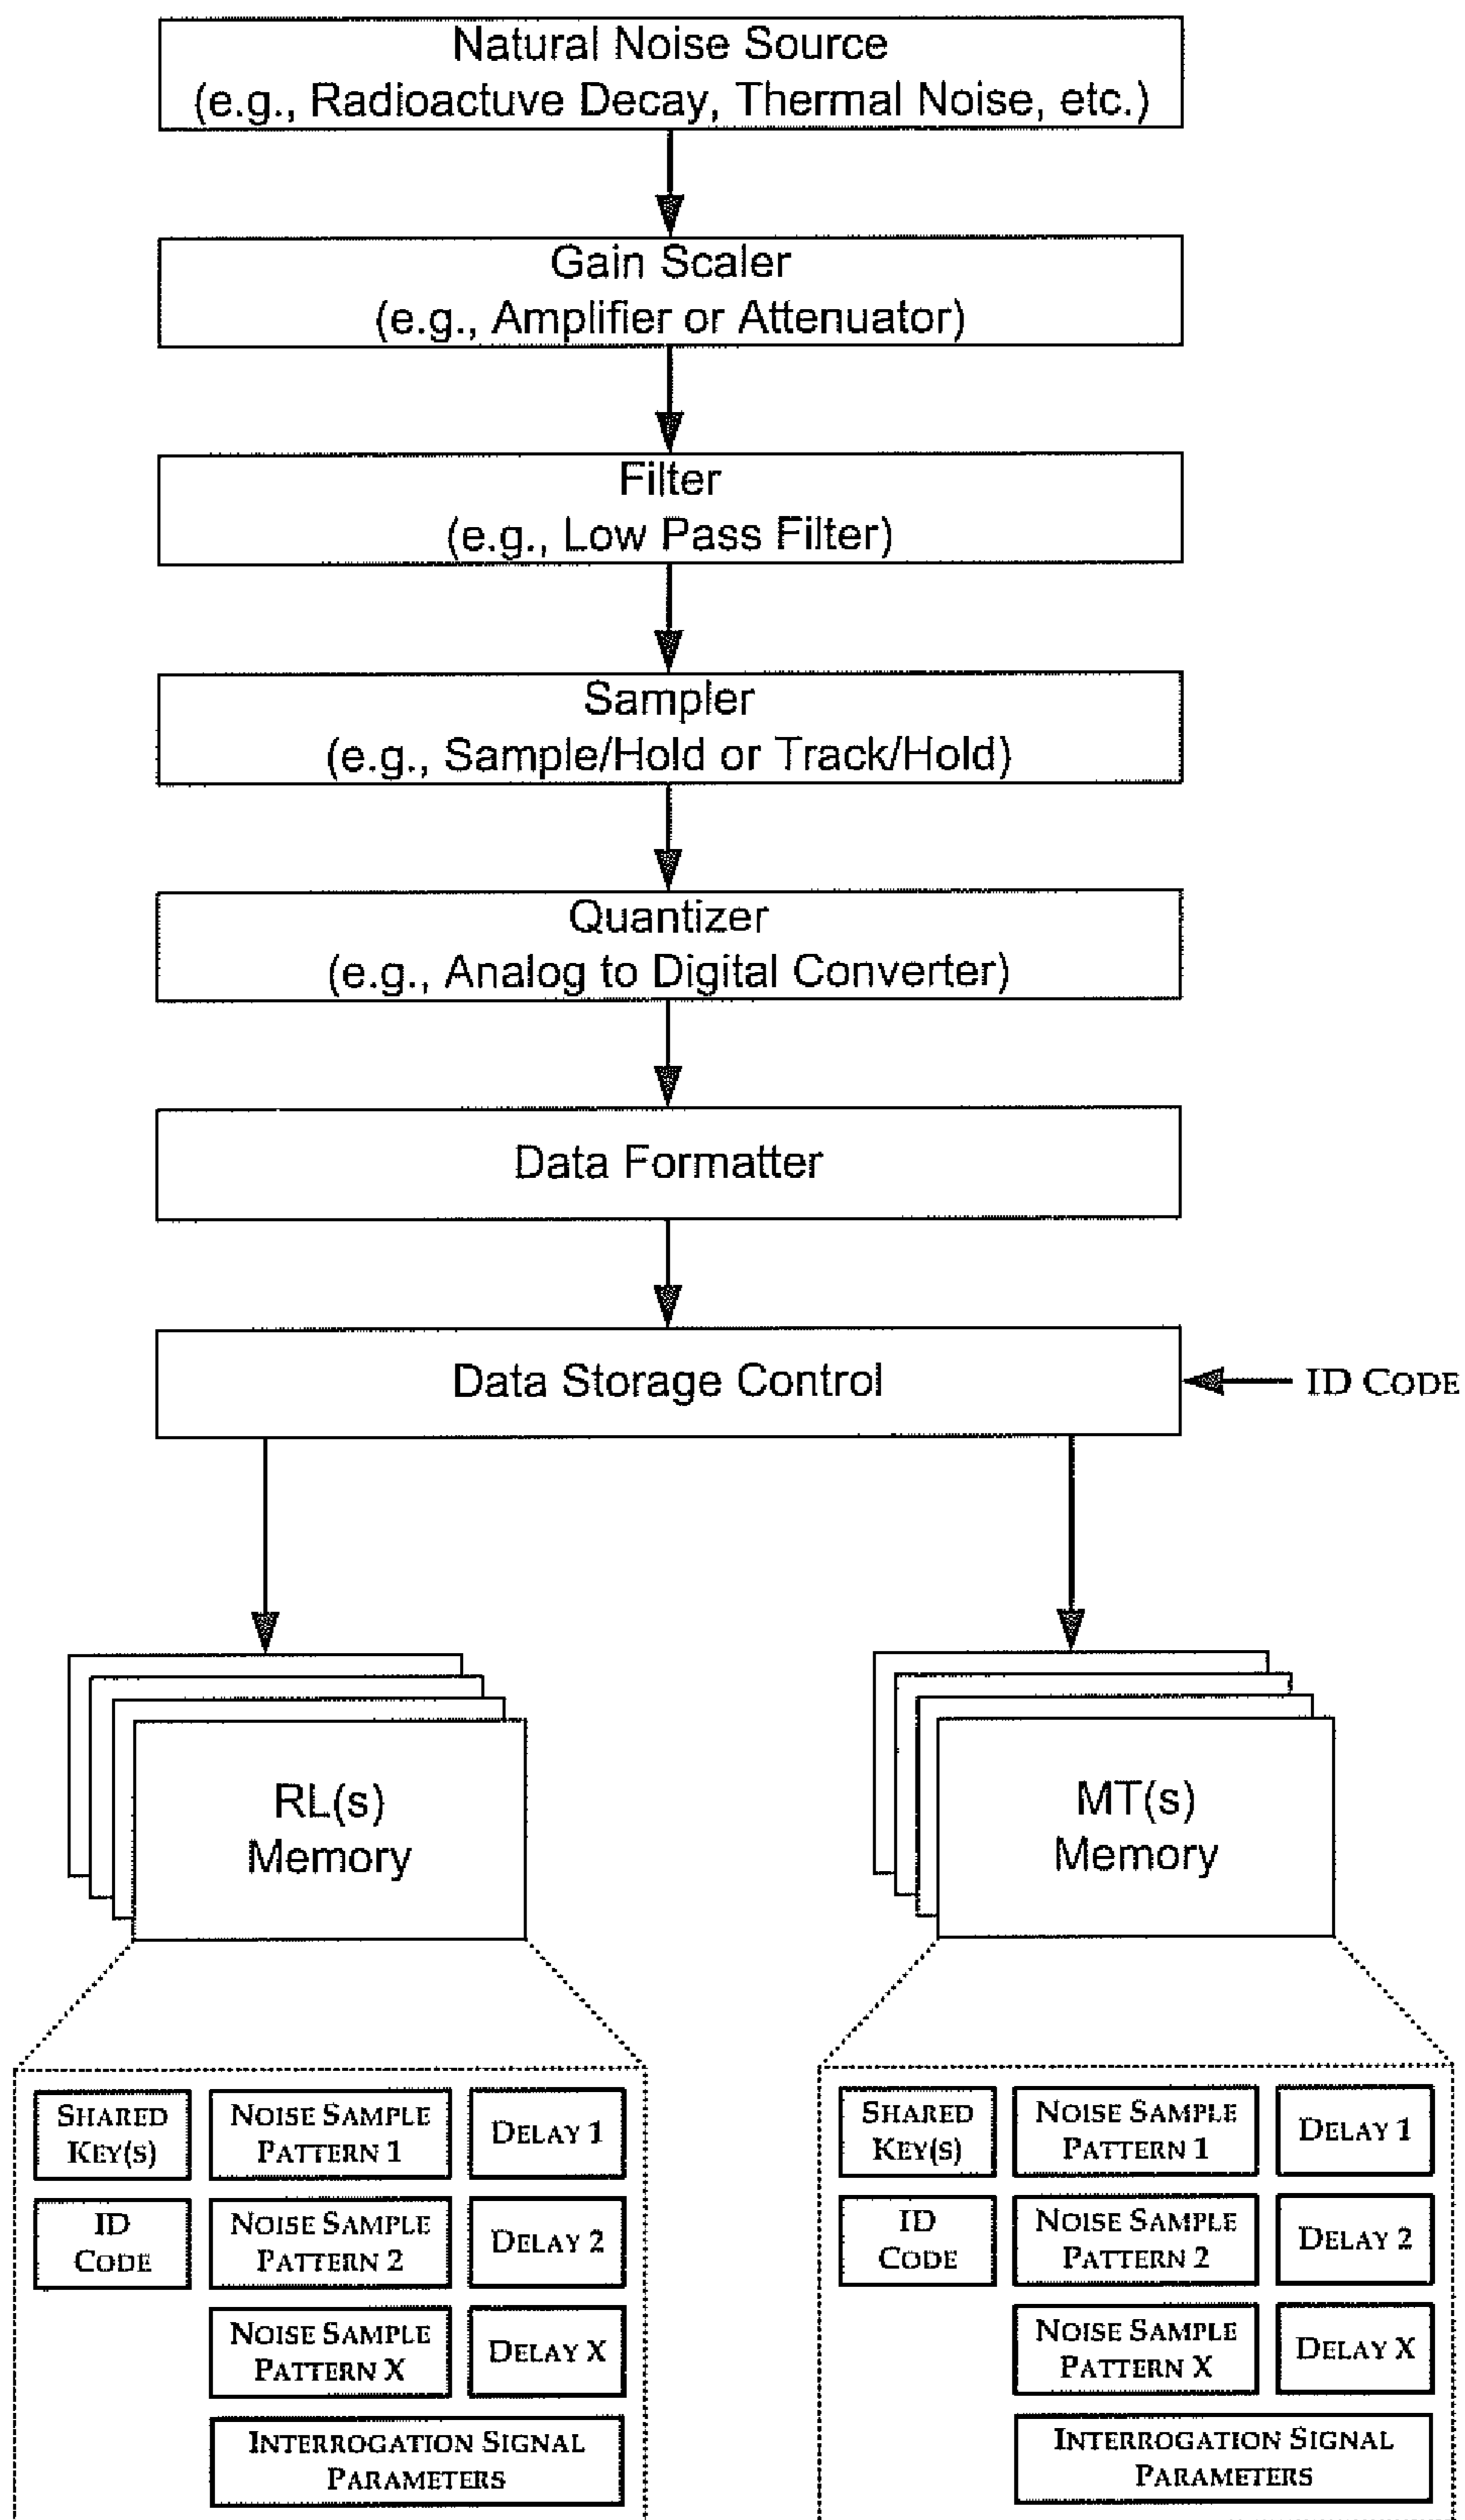 Natural Noise Source
(e.g., Radioactuve Decay, Thermal Noise, etc.)
Gain Scaler
(e.g., Amplifier or Attenuator)
Filter
(e.g., Low Pass Filter)
Sampler
(e.g., Sample/Hold or Track/Hold)
Quantizer
(e.g., Analog to Digital Converter)
Data Formatter
Data Storage Control
ID CODE
RL(s)
Memory
MT(s)
Memory
SHARED
KEY(S)
NOISE SAMPLE
PATTERN 1
DELAY 1
ID
CODE
NOISE SAMPLE
PATTERN 2
DELAY 2
NOISE SAMPLE
PATTERN X
DELAY X
INTERROGATION SIGNAL
PARAMETERS
SHARED
KEY(S)
NOISE SAMPLE
PATTERN 1
DELAY 1
ID
CODE
NOISE SAMPLE
PATTERN 2
DELAY 2
NOISE SAMPLE
PATTERN X
DELAY X
INTERROGATION SIGNAL
PARAMETERS